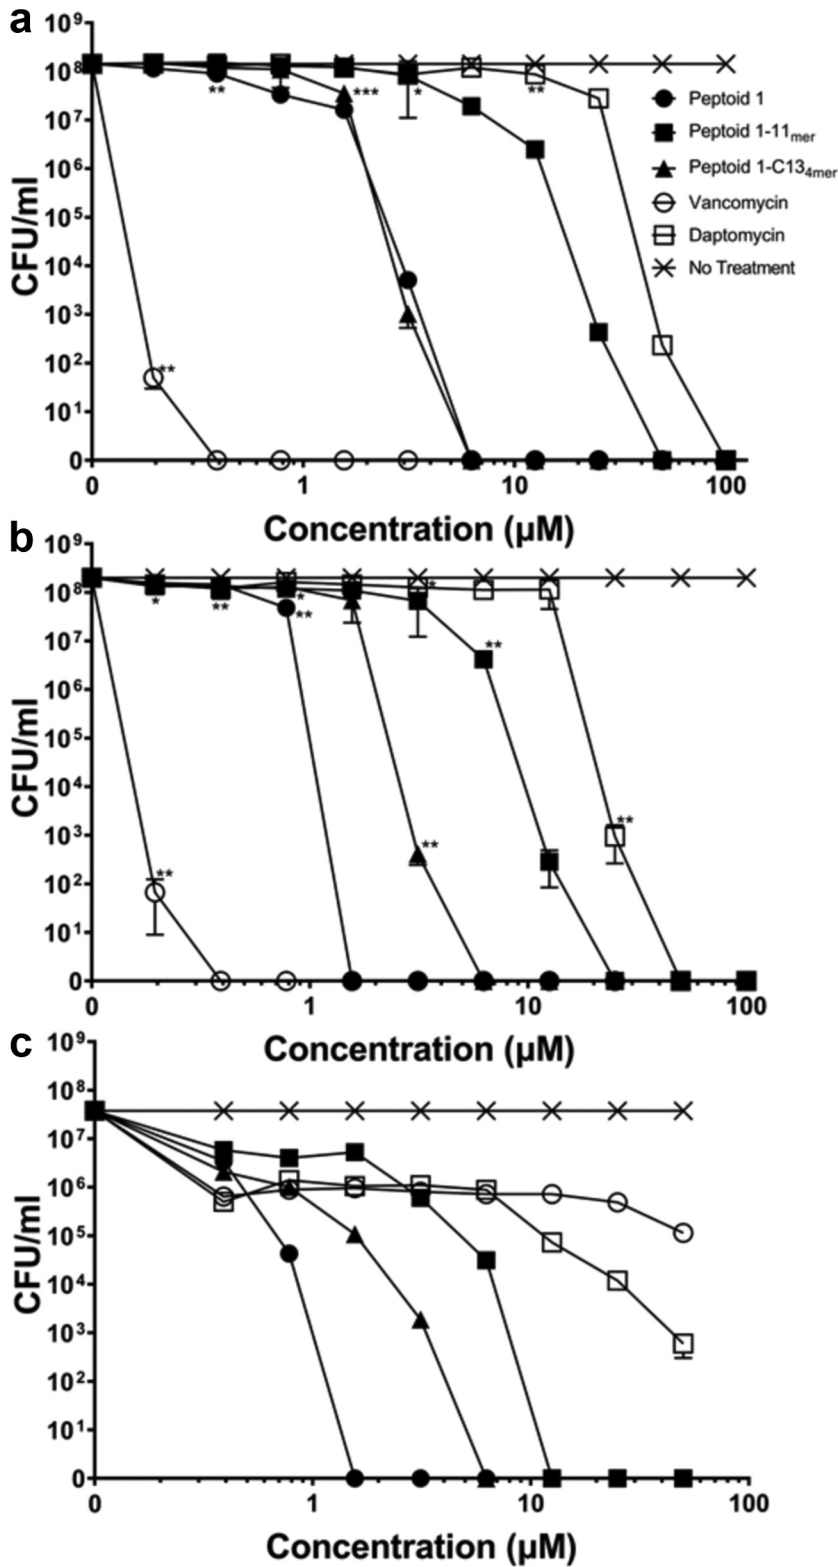 a
10⁹
10⁸
10⁷
10⁶
10⁵
10⁴
10³
10²
10¹
0
CFU/ml
** *** * **
**
Peptoid 1
Peptoid 1-11mer
Peptoid 1-C134mer
Vancomycin
Daptomycin
No Treatment
0 1 10 100
Concentration (µM)
b
10⁹
10⁸
10⁷
10⁶
10⁵
10⁴
10³
10²
10¹
0
CFU/ml
* ** * ** *
**
**
**
**
0 1 10 100
Concentration (µM)
c
10⁹
10⁸
10⁷
10⁶
10⁵
10⁴
10³
10²
10¹
0
CFU/ml
0 1 10 100
Concentration (µM)